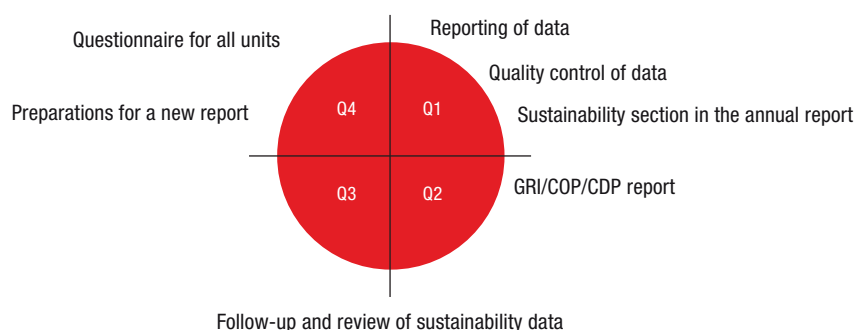 Questionnaire for all units
Reporting of data
Quality control of data
Preparations for a new report
Q4
Q1
Sustainability section in the annual report
Q3
Q2
GRI/COP/CDP report
Follow-up and review of sustainability data